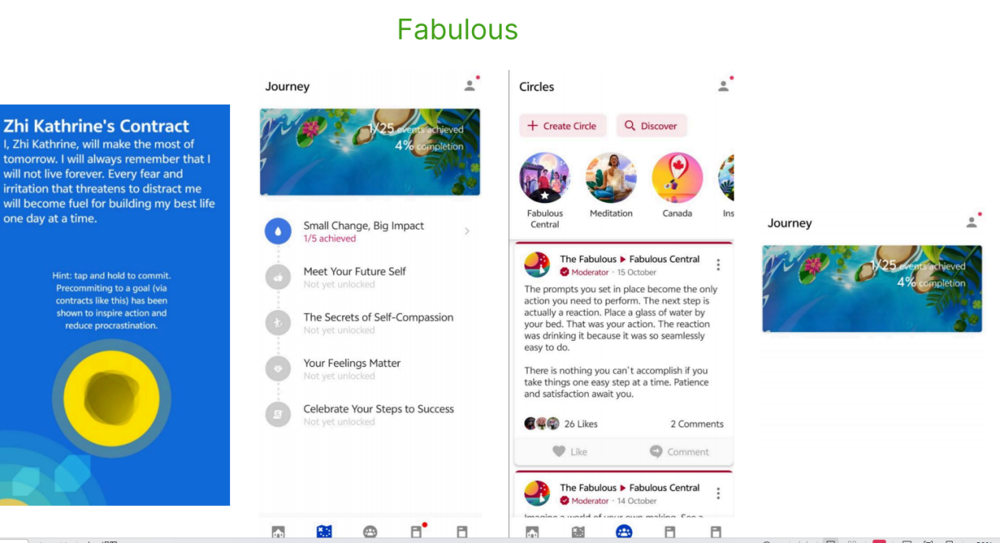 Fabulous
Zhi Kathrine's Contract
I, Zhi Kathrine, will make the most of
tomorrow. I will always remember that I
will not live forever. Every fear and
irritation that threatens to distract me
will become fuel for building my best life
one day at a time.
Hint: tap and hold to commit.
Precommiting to a goal (via
contracts like this) has been
shown to inspire action and
reduce procrastination.
Journey
1/25 events achieved
4% completion
Small Change, Big Impact
1/5 achieved
Meet Your Future Self
Not yet unlocked
The Secrets of Self-Compassion
Not yet unlocked
Your Feelings Matter
Not yet unlocked
Celebrate Your Steps to Success
Not yet unlocked
Circles
+ Create Circle
Discover
Fabulous
Central
Meditation
Canada
Ins
The Fabulous ▶ Fabulous Central
Moderator · 15 October
The prompts you set in place become the only
action you need to perform. The next step is
actually a reaction. Place a glass of water by
your bed. That was your action. The reaction
was drinking it because it was so seamlessly
easy to do.
There is nothing you can't accomplish if you
take things one easy step at a time. Patience
and satisfaction await you.
26 Likes
2 Comments
Like
Comment
The Fabulous ▶ Fabulous Central
Moderator · 14 October
Imagine a world of your own making. See a
Journey
1/25 events achieved
4% completion